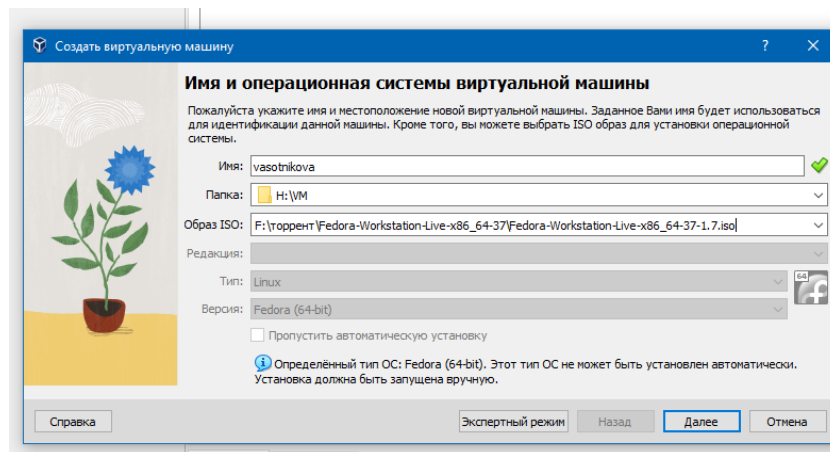 Создать виртуальную машину
Имя и операционная системы виртуальной машины
Пожалуйста укажите имя и местоположение новой виртуальной машины. Заданное Вами имя будет использоваться
для идентификации данной машины. Кроме того, вы можете выбрать ISO образ для установки операционной
системы.
Имя: vasotnikova
Папка: H:\VM
Образ ISO: F:\торрент\Fedora-Workstation-Live-x86_64-37\Fedora-Workstation-Live-x86_64-37-1.7.iso
Редакция:
Тип: Linux
64
Версия: Fedora (64-bit)
Пропустить автоматическую установку
Определённый тип ОС: Fedora (64-bit). Этот тип ОС не может быть установлен автоматически.
Установка должна быть запущена вручную.
Справка Экспертный режим Назад Далее Отмена